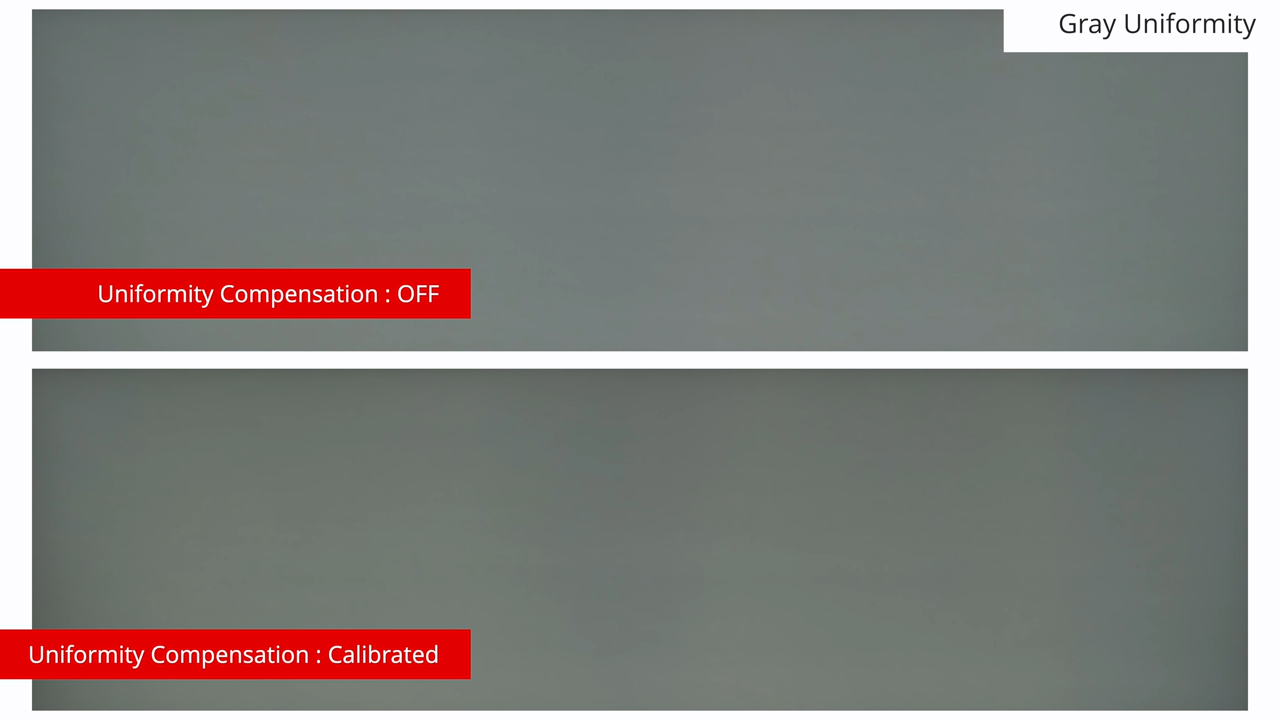 Gray Uniformity
Uniformity Compensation : OFF
Uniformity Compensation : Calibrated